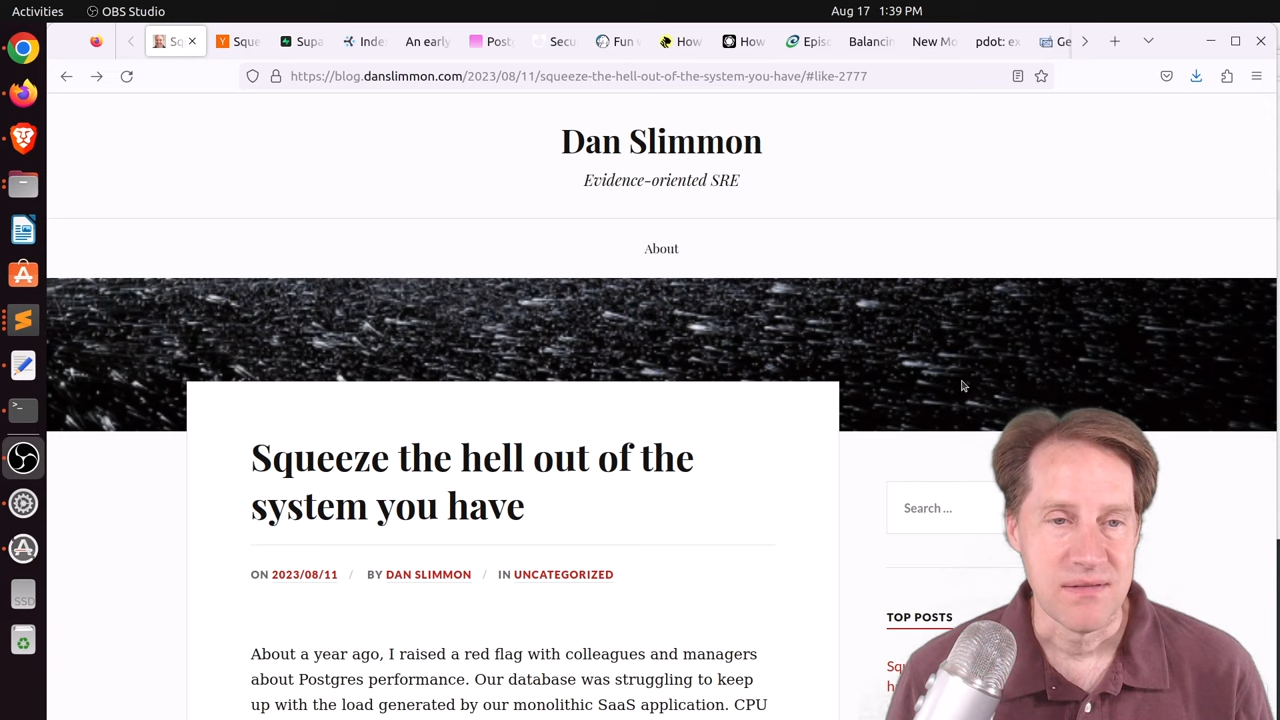 Activities
OBS Studio
Aug 17 1:39 PM
Sq
Sque
Supa
Inde
An early
Post
Secu
Fun
How
How
Epis
Balancin
New Mo
pdot: e
Ge
https://blog.danslimmon.com/2023/08/11/squeeze-the-hell-out-of-the-system-you-have/#like-2777
Dan Slimmon
Evidence-oriented SRE
About
Squeeze the hell out of the
system you have
ON 2023/08/11 / BY DAN SLIMMON / IN UNCATEGORIZED
Search ...
TOP POSTS
About a year ago, I raised a red flag with colleagues and managers
about Postgres performance. Our database was struggling to keep
up with the load generated by our monolithic SaaS application. CPU
SSD